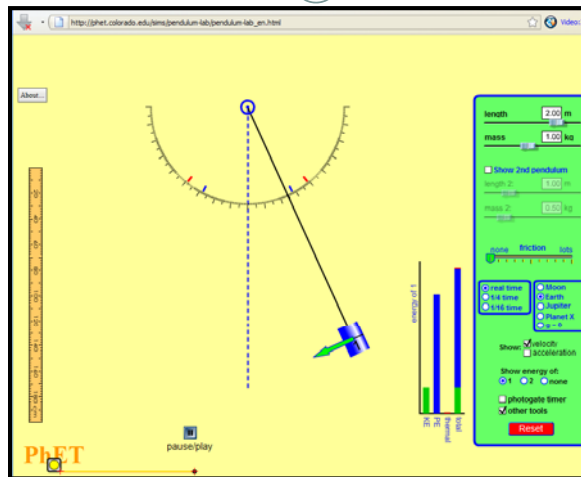 http://phet.colorado.edu/sims/pendulum-lab/pendulum-lab_en.html
Video:
About...
length 2.00 m
mass 1.00 kg
Show 2nd pendulum
length 2: 1.00 m
mass 2: 0.50 kg
friction
none lots
real time
1/4 time
1/16 time
Moon
Earth
Jupiter
Planet X
g = 0
Show: velocity
acceleration
Show energy of:
1 2 none
photogate timer
other tools
Reset
energy of 1
KE
PE
thermal
total
pause/play
PhET